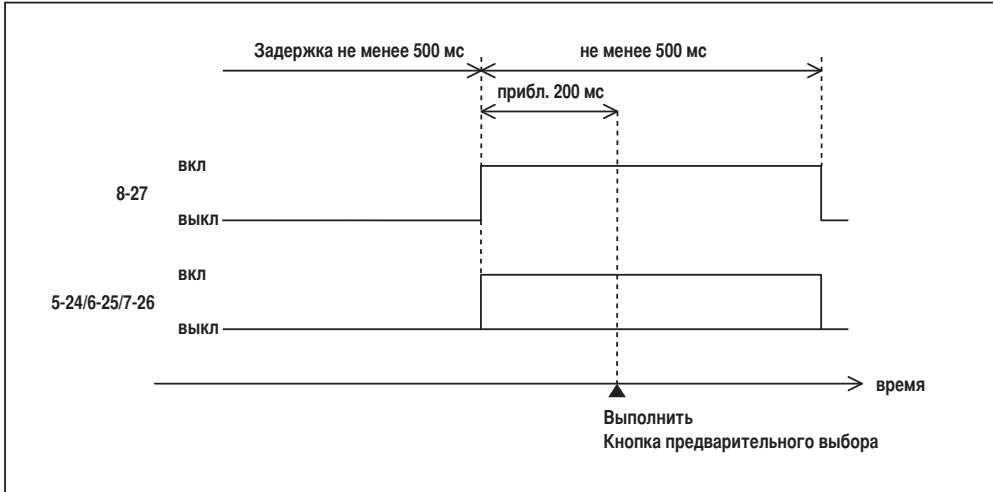 Задержка не менее 500 мс
не менее 500 мс
прибл. 200 мс
вкл
8-27
выкл
вкл
5-24/6-25/7-26
выкл
время
Выполнить
Кнопка предварительного выбора